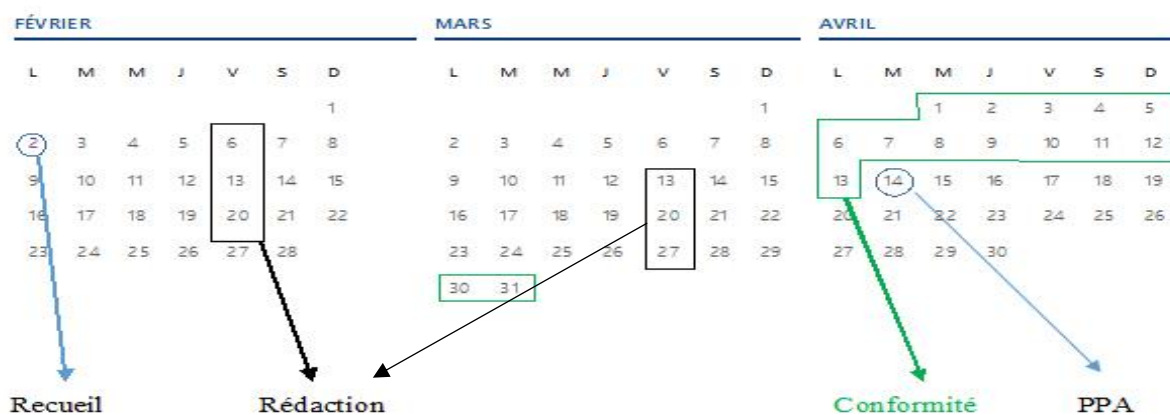 FÉVRIER MARS AVRIL
L M M J V S D L M M J V S D L M M J V S D
1 1 1 2 3 4 5
2 3 4 5 6 7 8 2 3 4 5 6 7 8 6 7 8 9 10 11 12
9 10 11 12 13 14 15 9 10 11 12 13 14 15 13 14 15 16 17 18 19
16 17 18 19 20 21 22 16 17 18 19 20 21 22 20 21 22 23 24 25 26
23 24 25 26 27 28 23 24 25 26 27 28 29 27 28 29 30
30 31
Recueil Rédaction Conformité PPA